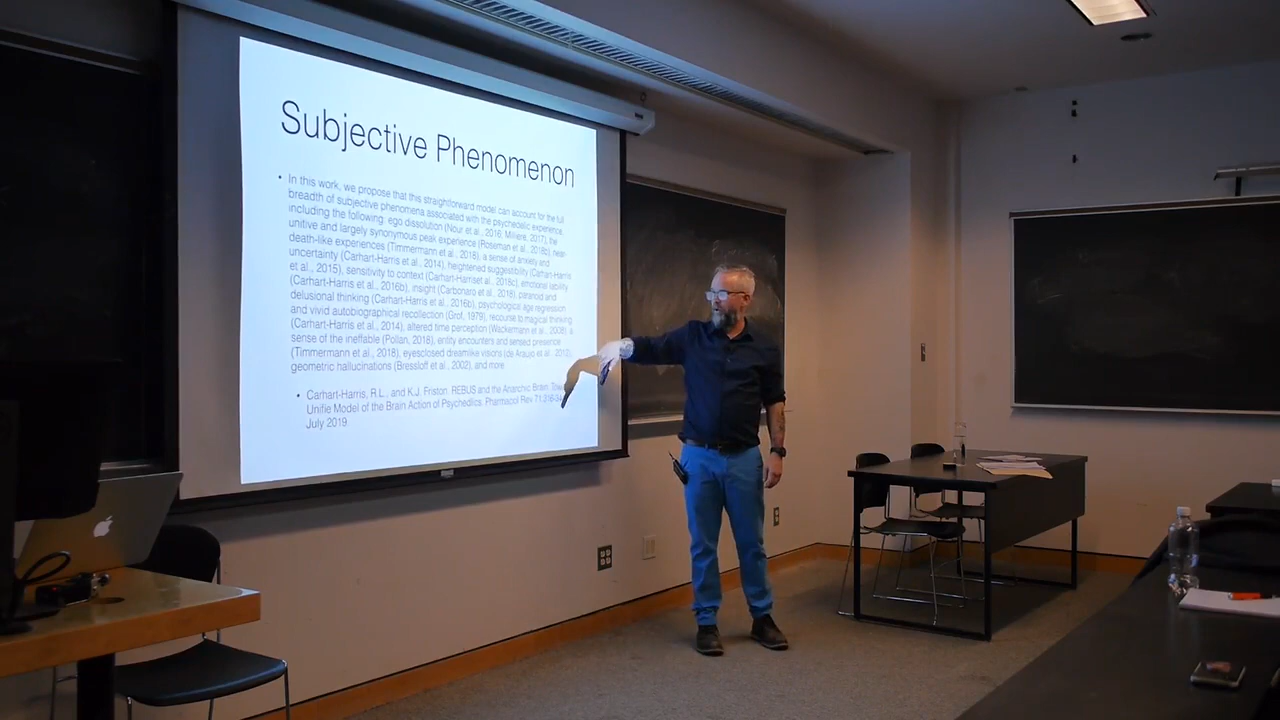 Subjective Phenomenon
• In this work, we propose that this straightforward model can account for the full
breadth of subjective phenomena associated with the psychedelic experience,
including the following: ego dissolution (Nour et al., 2016; Milliere, 2017), the
unitive and largely synonymous peak experience (Roseman et al., 2018b), near-
death-like experiences (Timmermann et al., 2018), a sense of anxiety and
uncertainty (Carhart-Harris et al., 2014), heightened suggestibility (Carhart-Harris
et al., 2015), sensitivity to context (Carhart-Harriset al., 2018c), emotional lability
(Carhart-Harris et al., 2016b), insight (Carbonaro et al., 2018), paranoid and
delusional thinking (Carhart-Harris et al., 2016b), psychological age regression
and vivid autobiographical recollection (Grof, 1979), recourse to magical thinking
(Carhart-Harris et al., 2014), altered time perception (Wackermann et al., 2008), a
sense of the ineffable (Pollan, 2018), entity encounters and sensed presence
(Timmermann et al., 2018), eyesclosed dreamlike visions (de Araujo et al., 2012),
geometric hallucinations (Bressloff et al., 2002), and more.
• Carhart-Harris, R.L., and K.J. Friston. REBUS and the Anarchic Brain:
Unifie Model of the Brain Action of Psychedlics. Pharmacol Rev 71:316-
July 2019